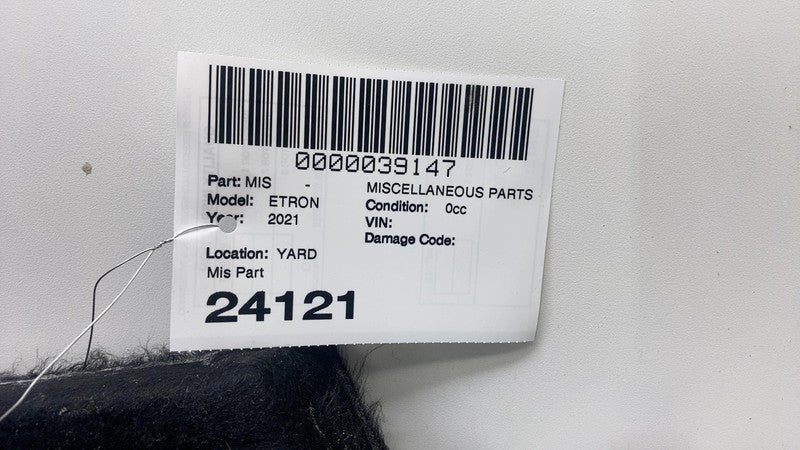 0000039147
Part: MIS - MISCELLANEOUS PARTS
Model: ETRON Condition: 0cc
Year: 2021 VIN:
Damage Code:
Location: YARD
Mis Part
24121